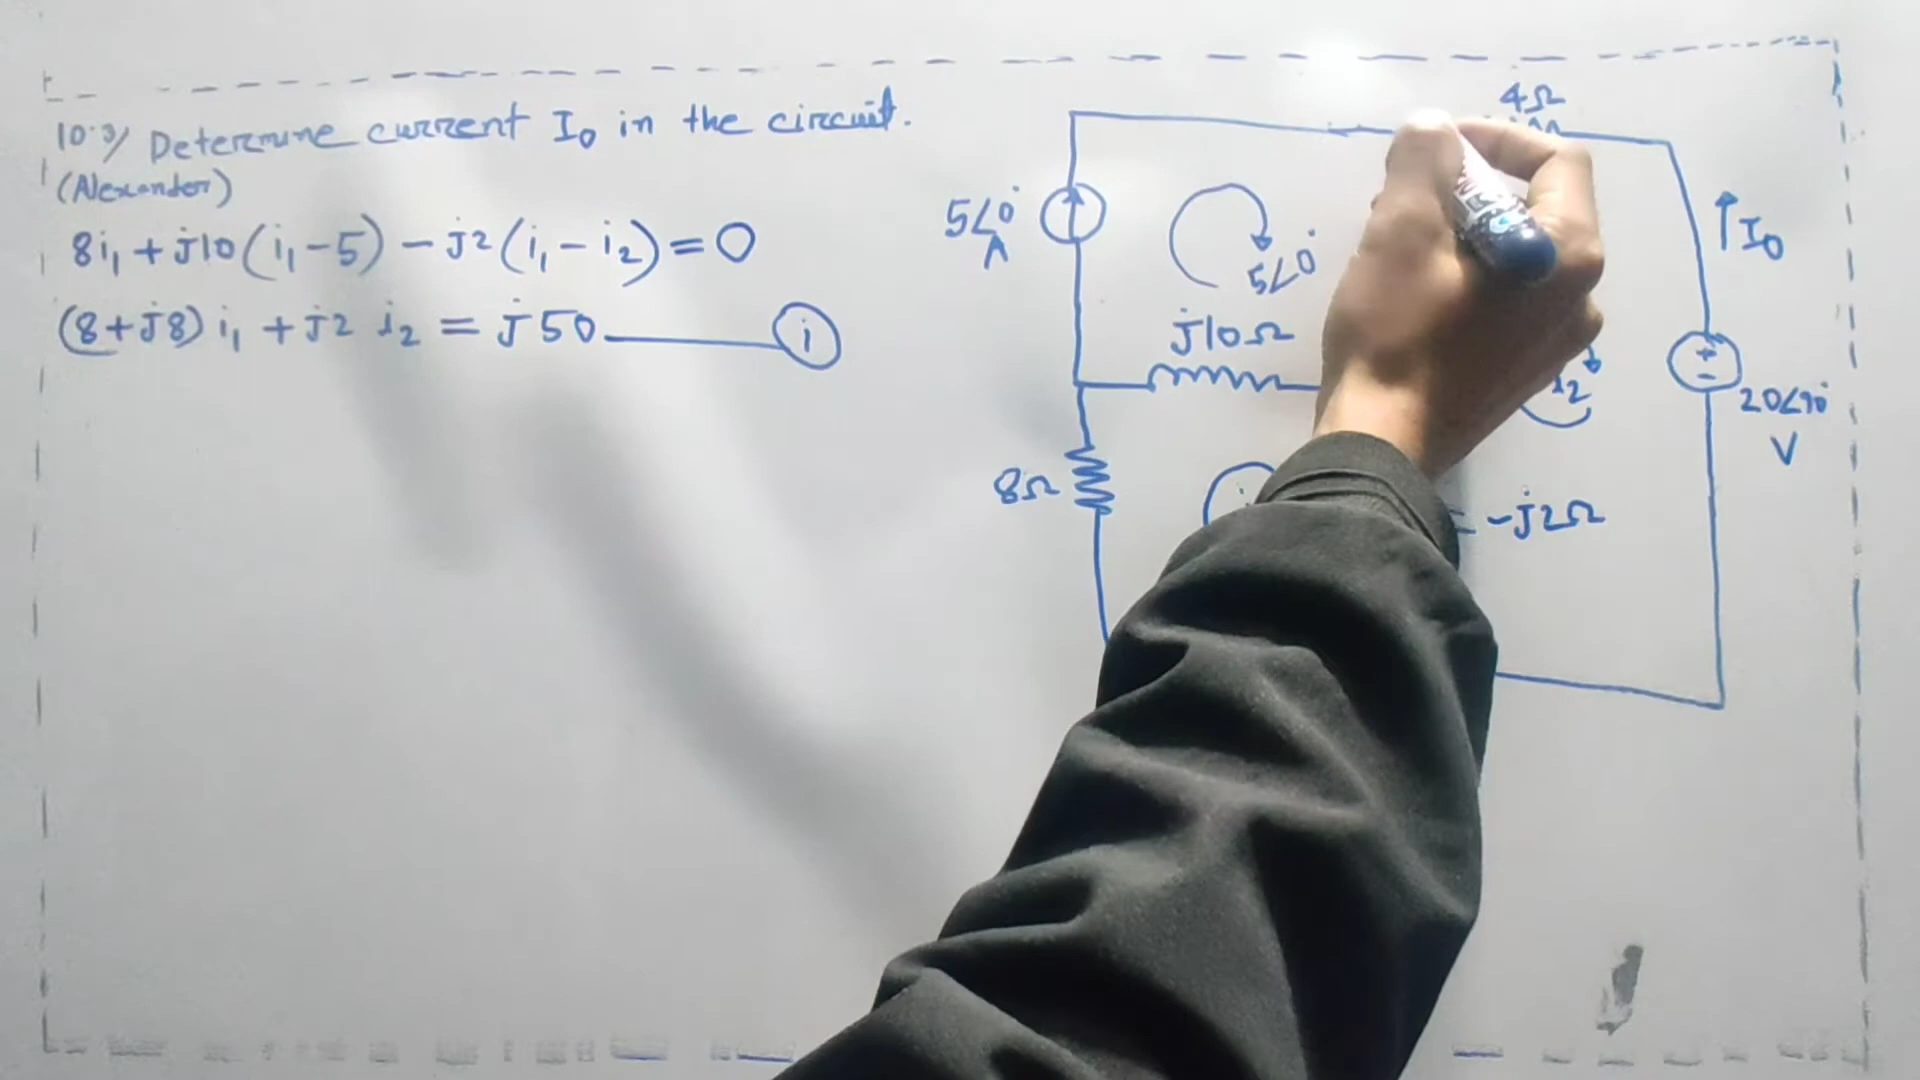 10.3/ Determine current I₀ in the circuit.
(Alexander)
8i₁ + j10(i₁ - 5) - j2(i₁ - i₂) = 0
(8+j8) i₁ + j2 i₂ = j50 — (i)
4Ω
5∠0°
A
5∠0°
I₀
j10Ω
i₂
20∠90°
V
8Ω
-j2Ω